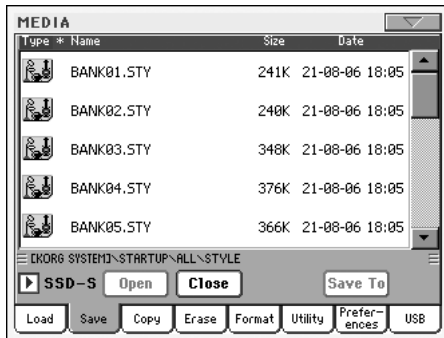 MEDIA
Type * Name Size Date
BANK01.STY 241K 21-08-06 18:05
BANK02.STY 240K 21-08-06 18:05
BANK03.STY 348K 21-08-06 18:05
BANK04.STY 376K 21-08-06 18:05
BANK05.STY 366K 21-08-06 18:05
[KORG SYSTEM]\STARTUP\ALL\STYLE
SSD-S Open Close Save To
Load Save Copy Erase Format Utility Prefer-ences USB